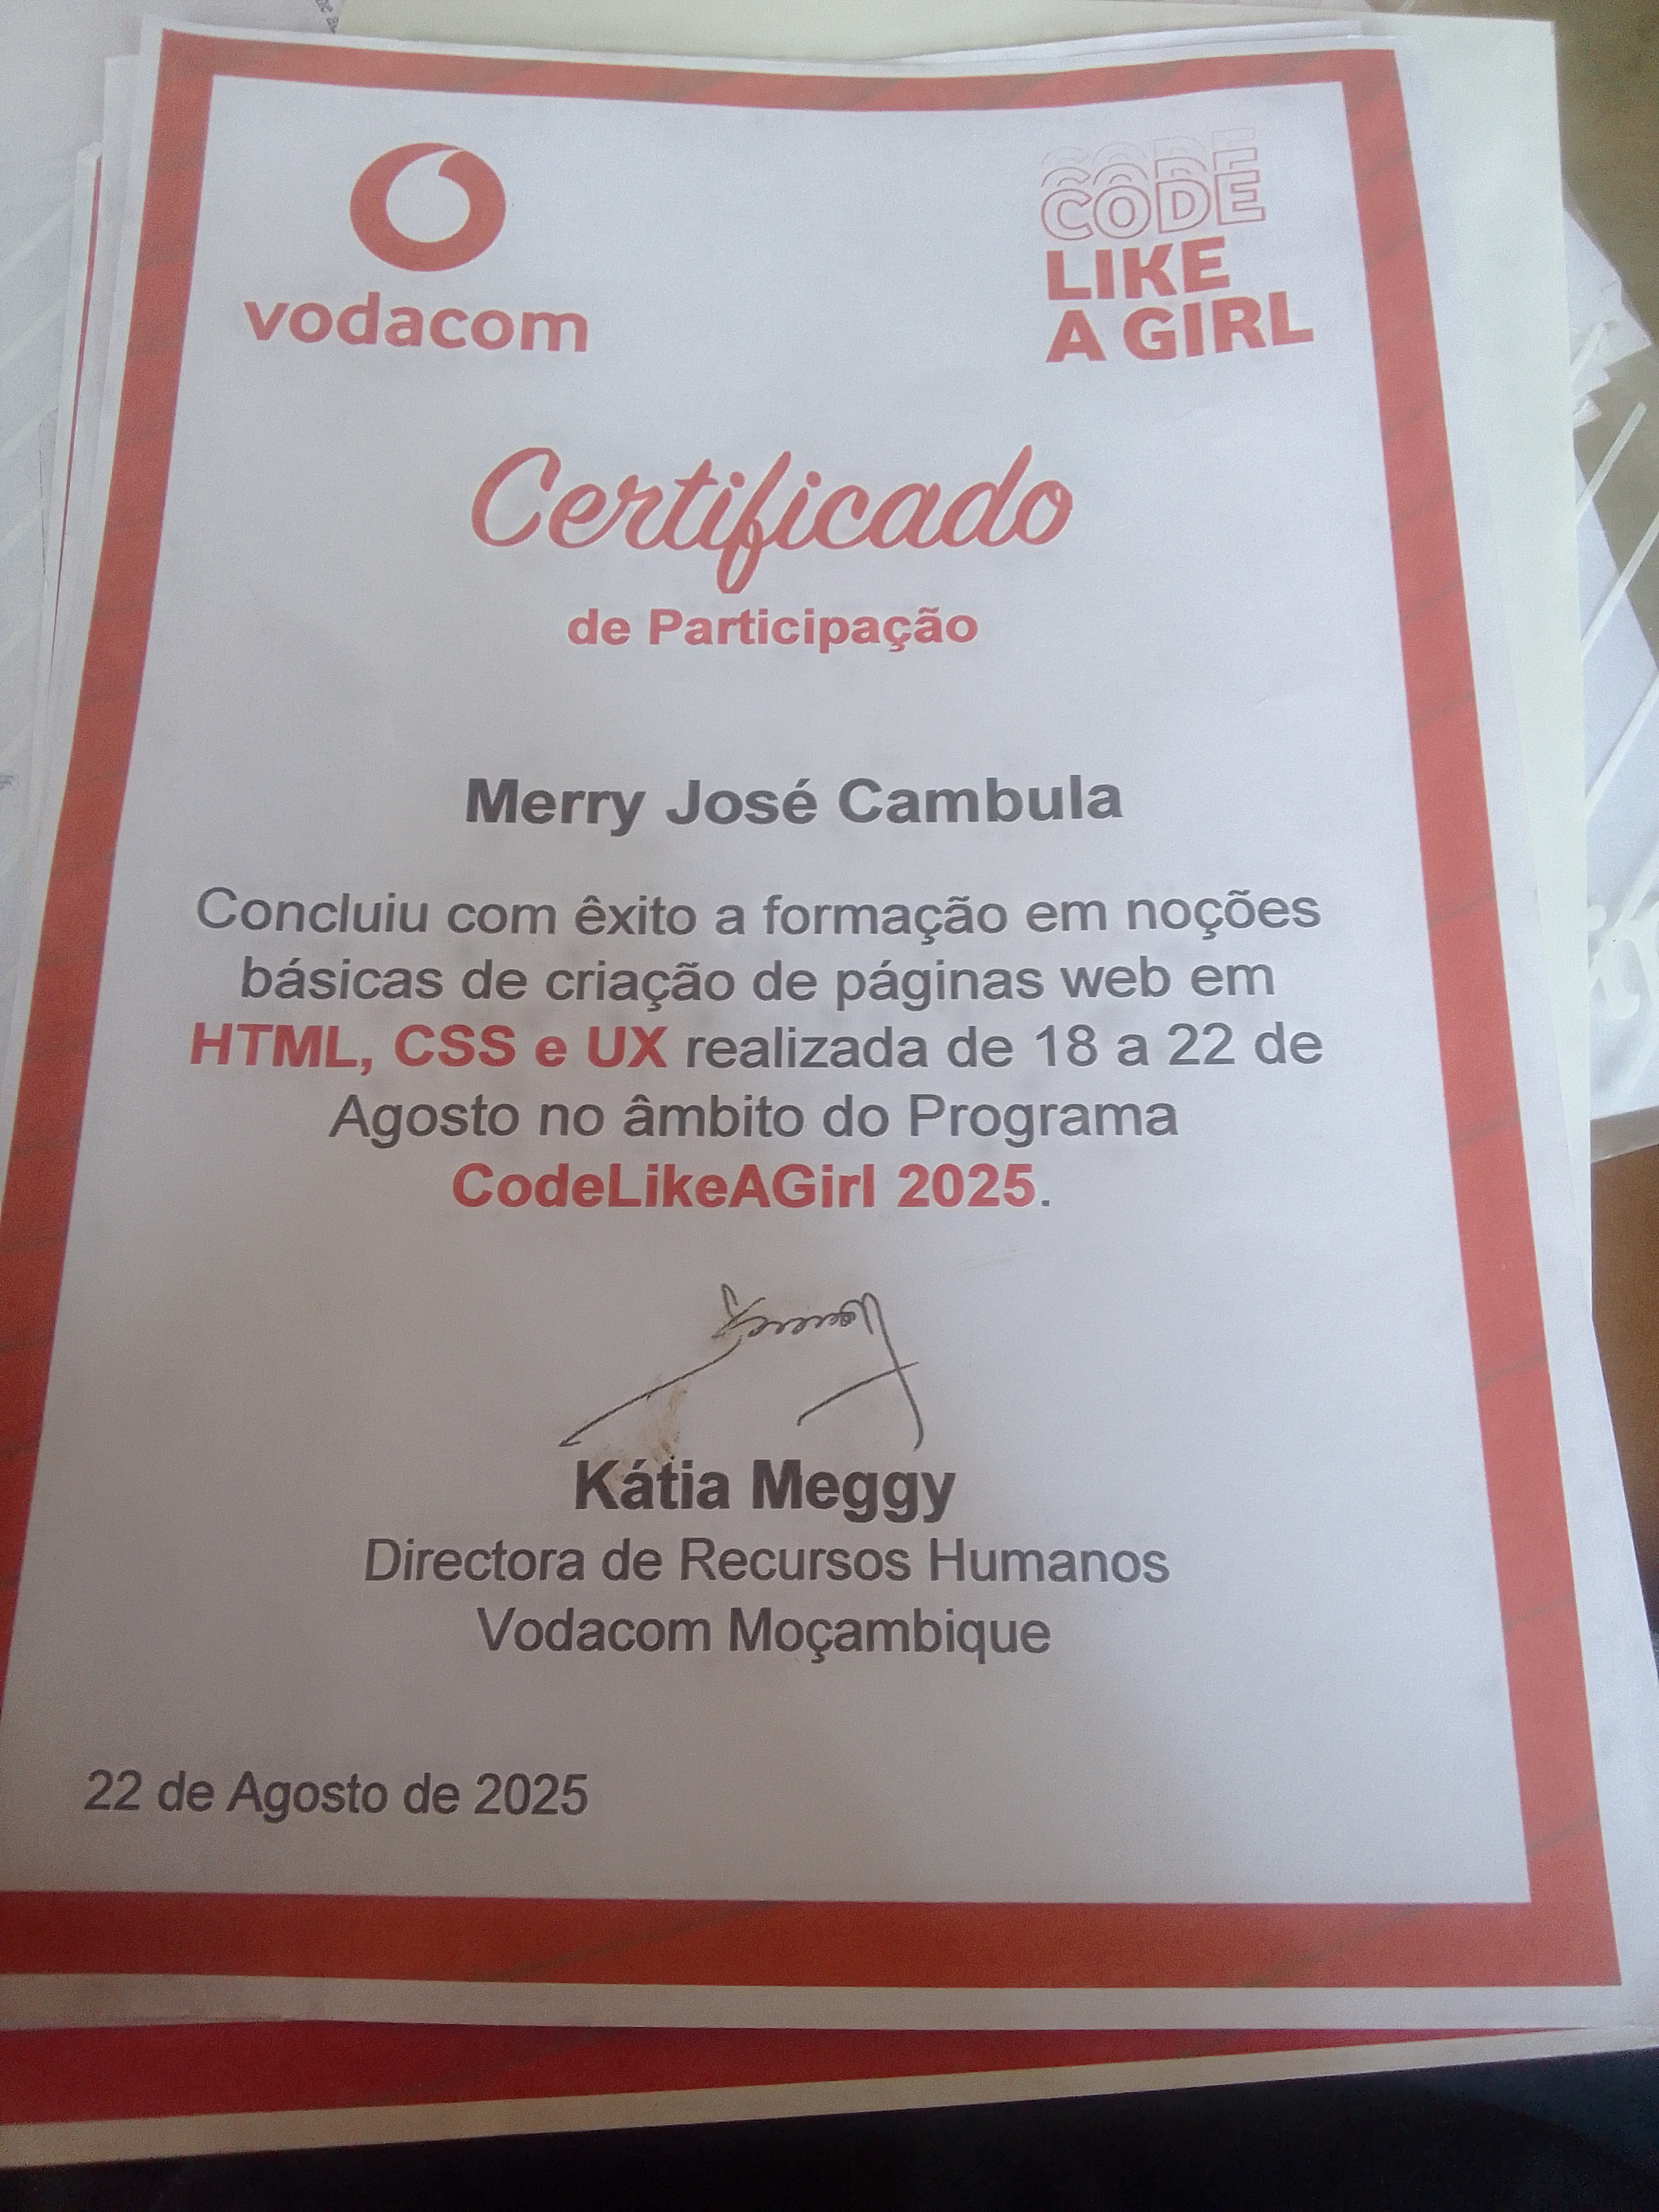 vodacom
CODE
LIKE
A GIRL
Certificado
de Participação
Merry José Cambula
Concluiu com êxito a formação em noções
básicas de criação de páginas web em
HTML, CSS e UX realizada de 18 a 22 de
Agosto no âmbito do Programa
CodeLikeAGirl 2025.
Kátia Meggy
Directora de Recursos Humanos
Vodacom Moçambique
22 de Agosto de 2025